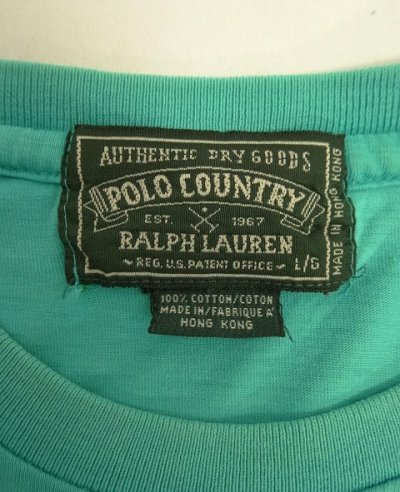 AUTHENTIC DRY GOODS
POLO COUNTRY
EST. 1967
RALPH LAUREN
~ REG. U.S. PATENT OFFICE ~ L/G
MADE IN HONG KONG
100% COTTON/COTON
MADE IN/FABRIQUE A'
HONG KONG